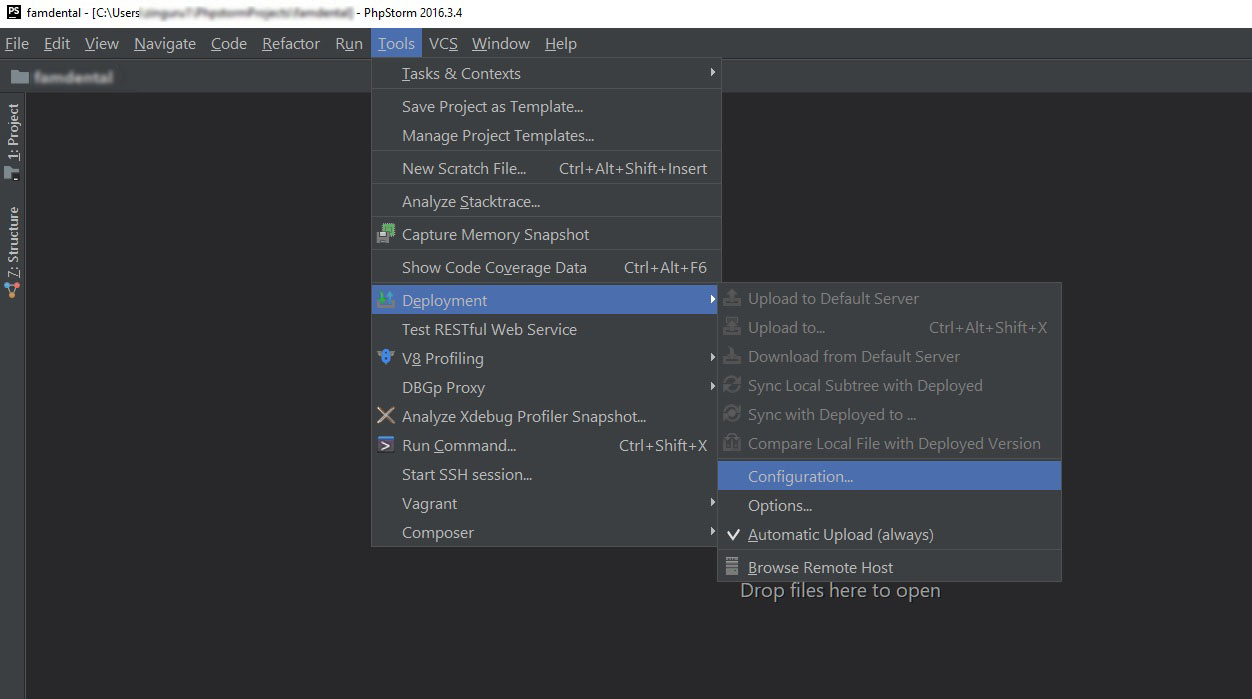 PS famdental - [C:\Users - PhpStorm 2016.3.4
File Edit View Navigate Code Refactor Run Tools VCS Window Help
famdental
1: Project
Z: Structure
Tasks & Contexts
Save Project as Template...
Manage Project Templates...
New Scratch File... Ctrl+Alt+Shift+Insert
Analyze Stacktrace...
Capture Memory Snapshot
Show Code Coverage Data Ctrl+Alt+F6
Deployment
Test RESTful Web Service
V8 Profiling
DBGp Proxy
Analyze Xdebug Profiler Snapshot...
Run Command... Ctrl+Shift+X
Start SSH session...
Vagrant
Composer
Upload to Default Server
Upload to... Ctrl+Alt+Shift+X
Download from Default Server
Sync Local Subtree with Deployed
Sync with Deployed to ...
Compare Local File with Deployed Version
Configuration...
Options...
Automatic Upload (always)
Browse Remote Host
Drop files here to open